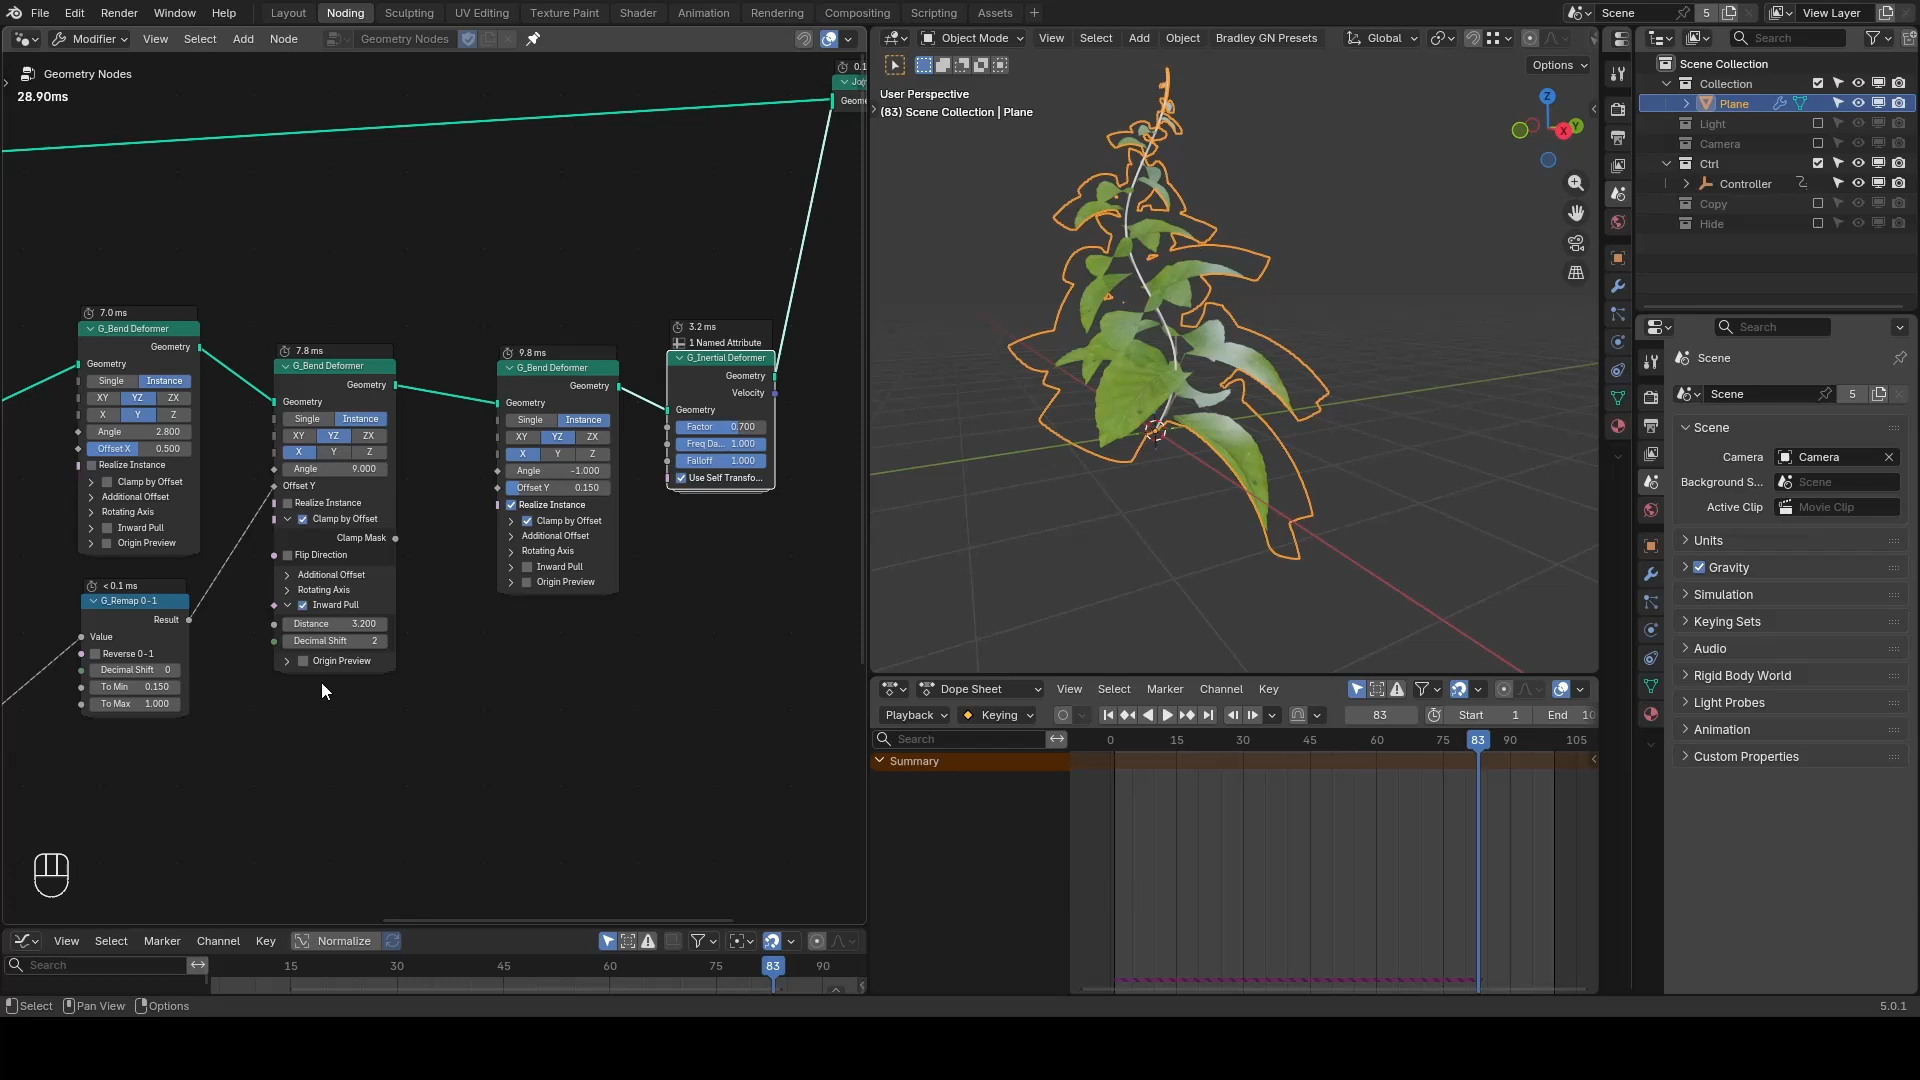 File Edit Render Window Help Layout Noding Sculpting UV Editing Texture Paint Shader Animation Rendering Compositing Scripting Assets Scene 5 View Layer
Modifier View Select Add Node Geometry Nodes
Object Mode View Select Add Object Bradley GN Presets Global
Search
Options
Geometry Nodes
28.90ms
User Perspective
(83) Scene Collection | Plane
Z
X
Y
Scene Collection
Collection
Plane
Light
Camera
Ctrl
Controller
Copy
Hide
7.0 ms
G_Bend Deformer
Geometry
Geometry
Single Instance
XY YZ ZX
X Y Z
Angle 2.800
Offset X 0.500
Realize Instance
Clamp by Offset
Additional Offset
Rotating Axis
Inward Pull
Origin Preview
< 0.1 ms
G_Remap 0-1
Result
Value
Reverse 0-1
Decimal Shift 0
To Min 0.150
To Max 1.000
7.8 ms
G_Bend Deformer
Geometry
Geometry
Single Instance
XY YZ ZX
X Y Z
Angle 9.000
Offset Y
Realize Instance
Clamp by Offset
Clamp Mask
Flip Direction
Additional Offset
Rotating Axis
Inward Pull
Distance 3.200
Decimal Shift 2
Origin Preview
9.8 ms
G_Bend Deformer
Geometry
Geometry
Single Instance
XY YZ ZX
X Y Z
Angle -1.000
Offset Y 0.150
Realize Instance
Clamp by Offset
Additional Offset
Rotating Axis
Inward Pull
Origin Preview
3.2 ms
1 Named Attribute
G_Inertial Deformer
Geometry
Velocity
Geometry
Factor 0.700
Freq Da... 1.000
Falloff 1.000
Use Self Transfo...
Search
Scene
Scene 5
Scene
Camera Camera
Background S... Scene
Active Clip Movie Clip
Units
Gravity
Simulation
Keying Sets
Audio
Rigid Body World
Light Probes
Animation
Custom Properties
Dope Sheet View Select Marker Channel Key
Playback Keying 83 Start 1 End 10
Search 0 15 30 45 60 75 83 90 105
Summary
View Select Marker Channel Key Normalize
Search 15 30 45 60 75 83 90
Select Pan View Options 5.0.1